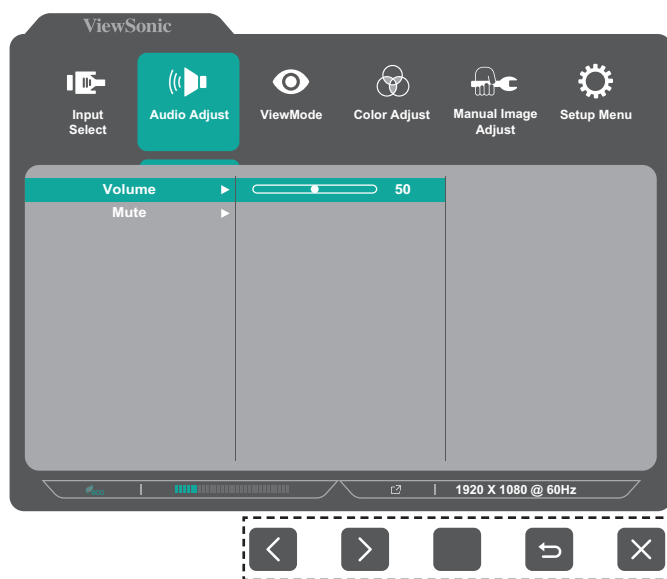 ViewSonic
Input
Select
Audio Adjust
ViewMode
Color Adjust
Manual Image
Adjust
Setup Menu
Volume
50
Mute
eco
1920 X 1080 @ 60Hz